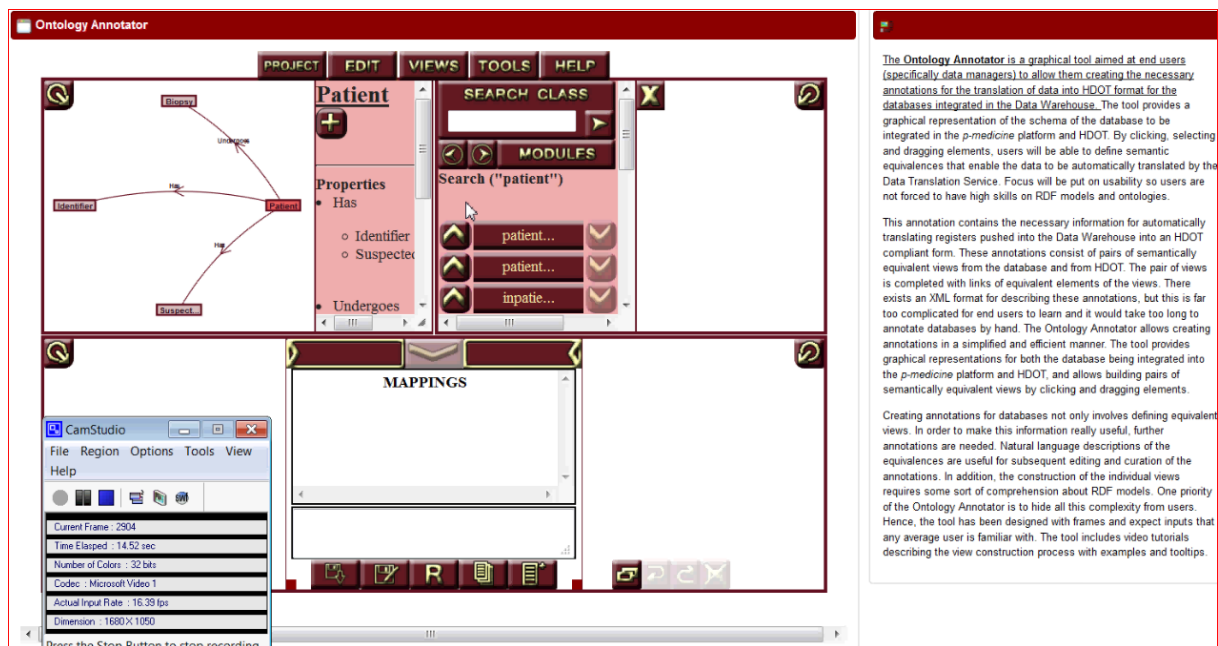 Ontology Annotator
PROJECT EDIT VIEWS TOOLS HELP
Biopsy
Undergoes
Has
Identifier
Patient
Has
Suspect...
Patient
Properties
Has
Identifier
Suspected
Undergoes
SEARCH CLASS
MODULES
Search ("patient")
patient...
patient...
inpatie...
X
MAPPINGS
R
CamStudio
File Region Options Tools View
Help
Current Frame : 2904
Time Elasped : 14.52 sec
Number of Colors : 32 bits
Codec : Microsoft Video 1
Actual Input Rate : 16.39 fps
Dimension : 1680 X 1050
Press the Stop Button to stop recording
The Ontology Annotator is a graphical tool aimed at end users
(specifically data managers) to allow them creating the necessary
annotations for the translation of data into HDOT format for the
databases integrated in the Data Warehouse. The tool provides a
graphical representation of the schema of the database to be
integrated in the p-medicine platform and HDOT. By clicking, selecting
and dragging elements, users will be able to define semantic
equivalences that enable the data to be automatically translated by the
Data Translation Service. Focus will be put on usability so users are
not forced to have high skills on RDF models and ontologies.
This annotation contains the necessary information for automatically
translating registers pushed into the Data Warehouse into an HDOT
compliant form. These annotations consist of pairs of semantically
equivalent views from the database and from HDOT. The pair of views
is completed with links of equivalent elements of the views. There
exists an XML format for describing these annotations, but this is far
too complicated for end users to learn and it would take too long to
annotate databases by hand. The Ontology Annotator allows creating
annotations in a simplified and efficient manner. The tool provides
graphical representations for both the database being integrated into
the p-medicine platform and HDOT, and allows building pairs of
semantically equivalent views by clicking and dragging elements.
Creating annotations for databases not only involves defining equivalent
views. In order to make this information really useful, further
annotations are needed. Natural language descriptions of the
equivalences are useful for subsequent editing and curation of the
annotations. In addition, the construction of the individual views
requires some sort of comprehension about RDF models. One priority
of the Ontology Annotator is to hide all this complexity from users.
Hence, the tool has been designed with frames and expect inputs that
any average user is familiar with. The tool includes video tutorials
describing the view construction process with examples and tooltips.